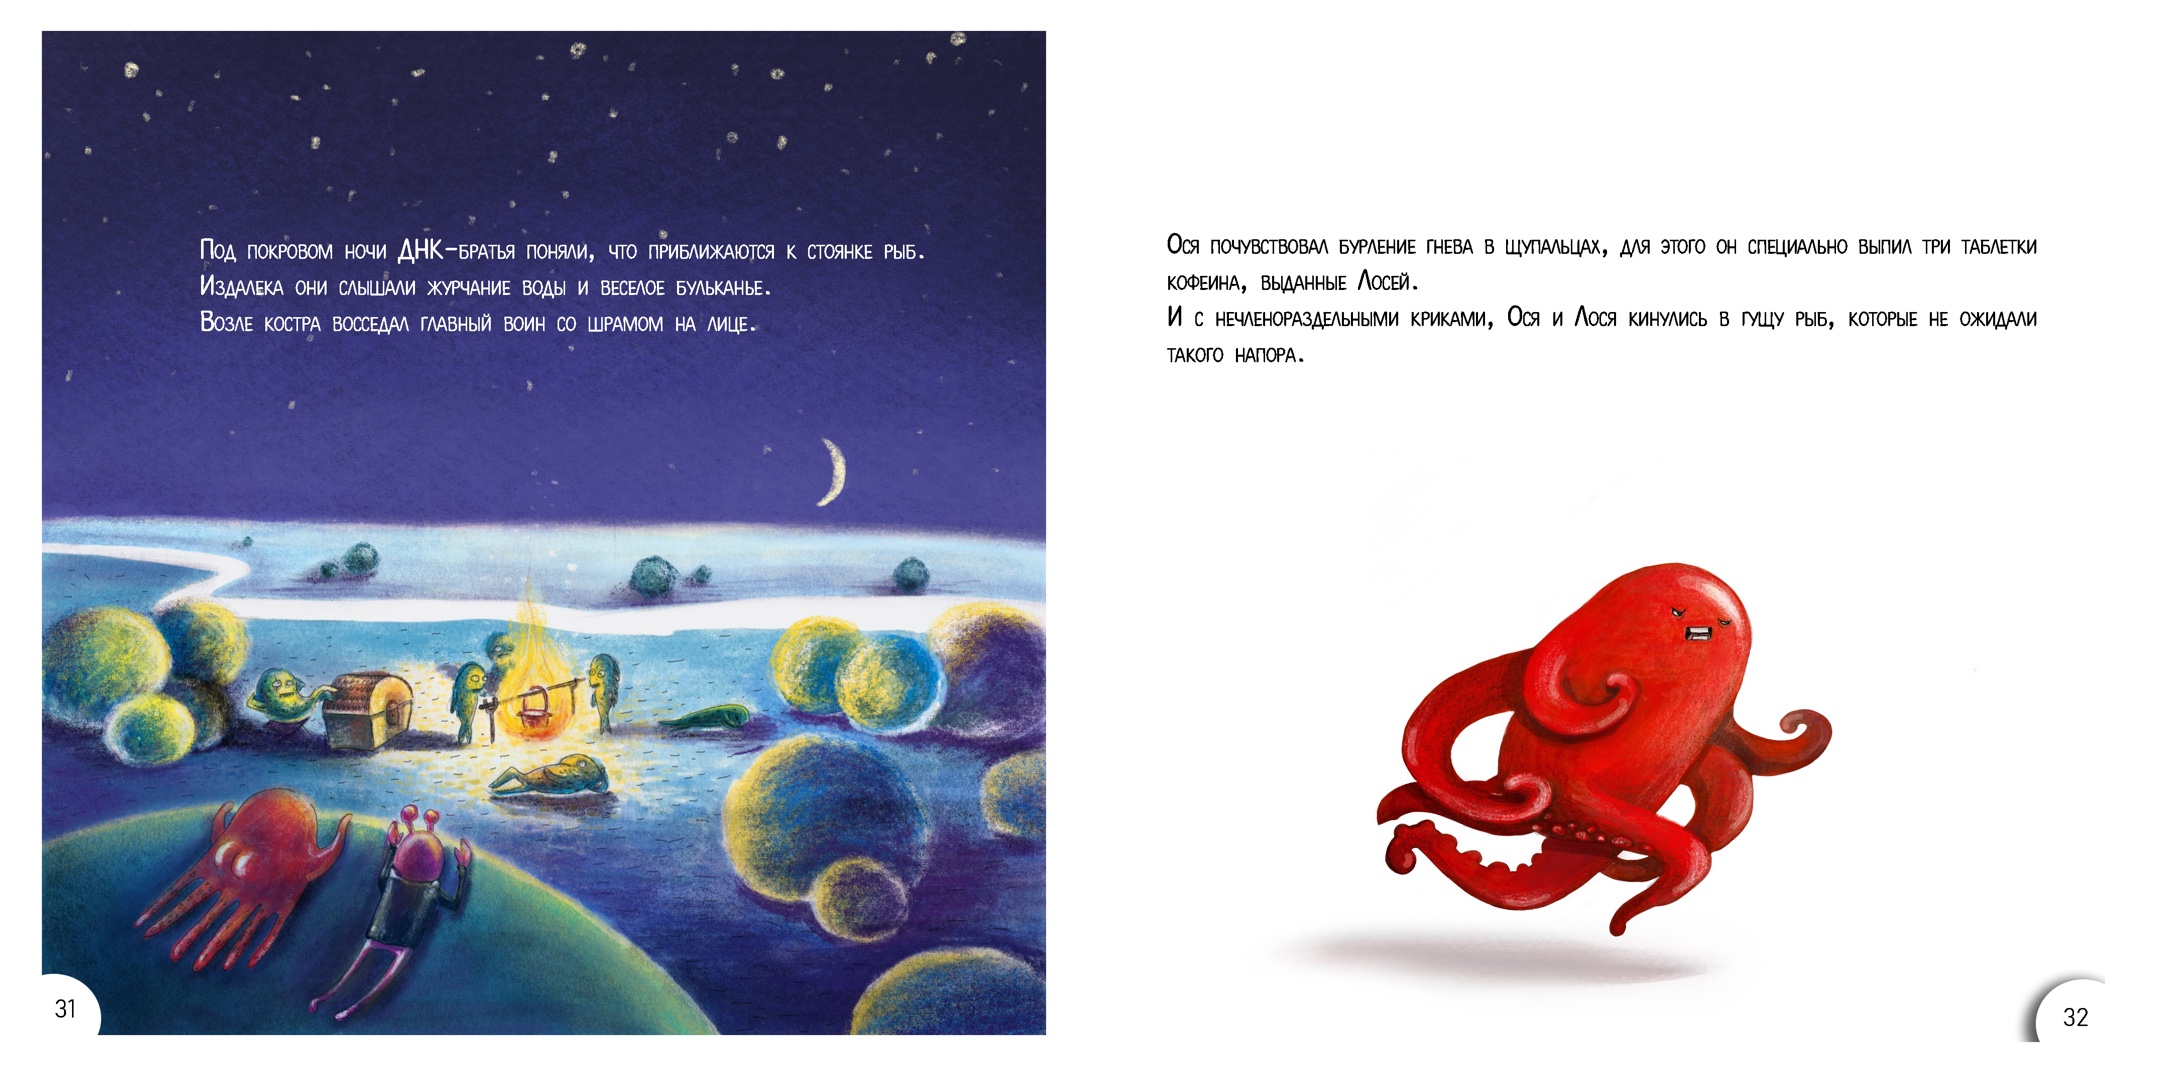 Под покровом ночи ДНК-братья поняли, что приближаются к стоянке рыб.
Издалека они слышали журчание воды и веселое бульканье.
Возле костра восседал главный воин со шрамом на лице.
31
Ося почувствовал бурление гнева в щупальцах, для этого он специально выпил три таблетки
кофеина, выданные Лосей.
И с нечленораздельными криками, Ося и Лося кинулись в гущу рыб, которые не ожидали
такого напора.
32